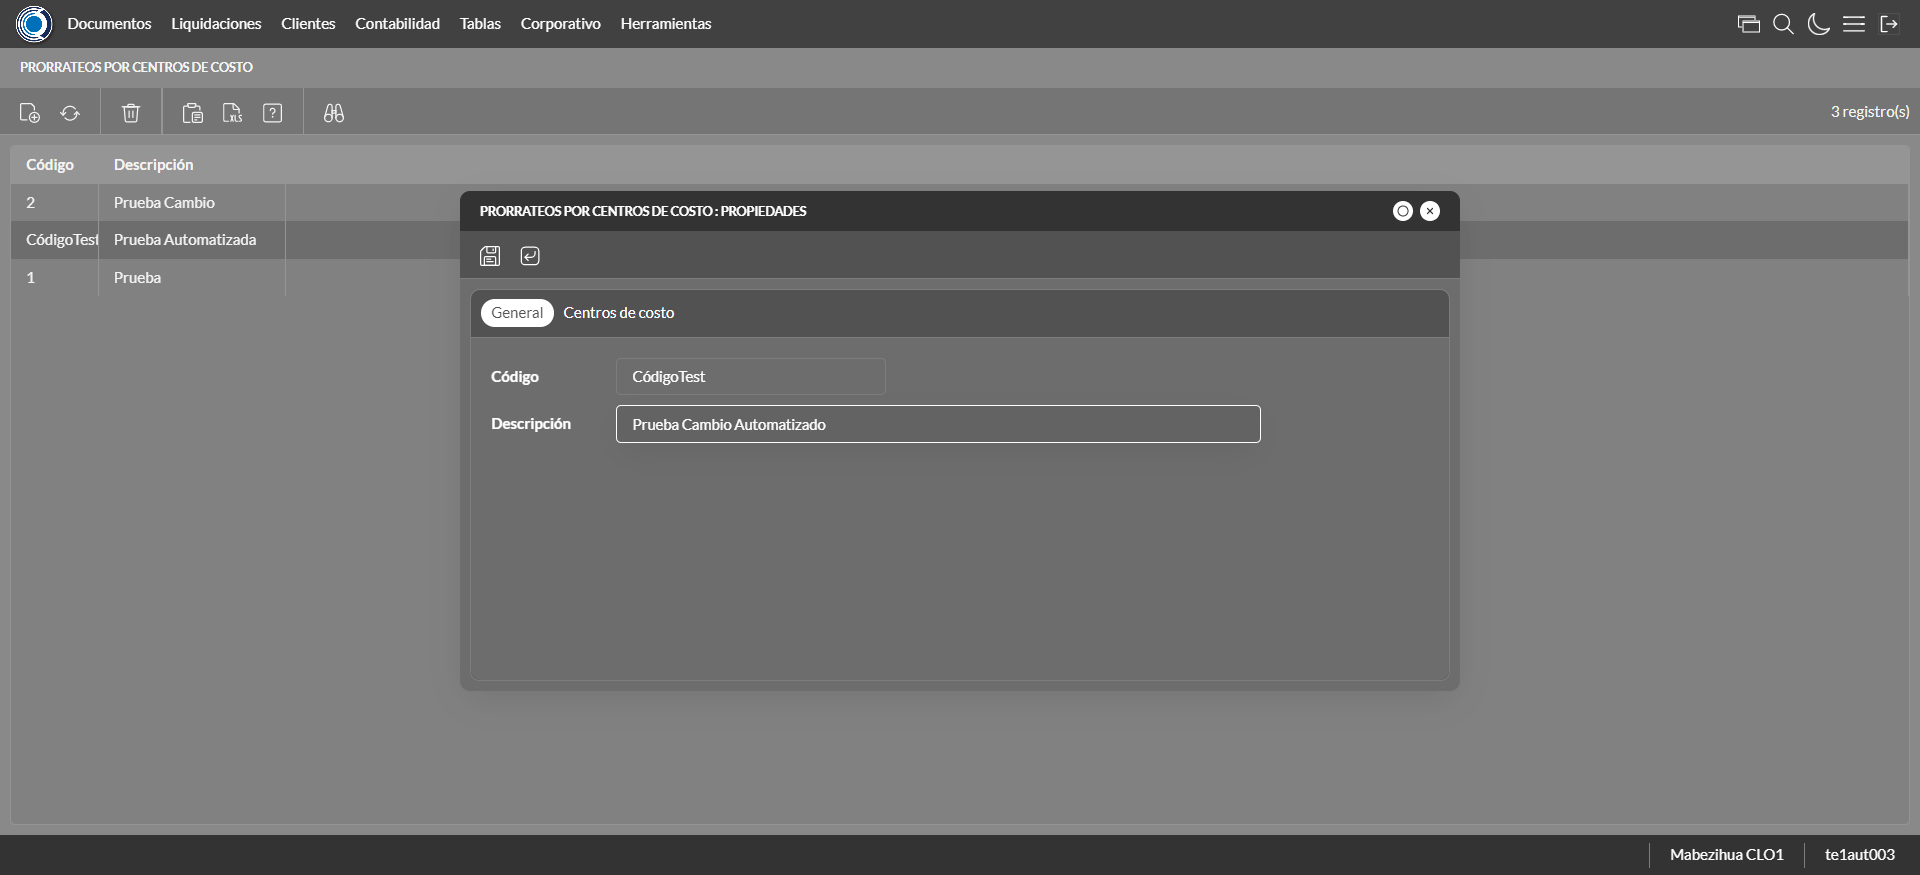 Documentos Liquidaciones Clientes Contabilidad Tablas Corporativo Herramientas
PRORRATEOS POR CENTROS DE COSTO
XLS ? 3 registro(s)
Código Descripción
2 Prueba Cambio
CódigoTest Prueba Automatizada
1 Prueba
PRORRATEOS POR CENTROS DE COSTO : PROPIEDADES
General Centros de costo
Código CódigoTest
Descripción Prueba Cambio Automatizado
Mabezihua CLO1 te1aut003